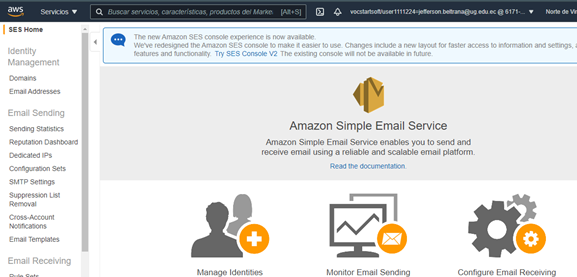 aws
Servicios
Buscar servicios, características, productos del Marke [Alt+S]
vocstartsoft/user1111224=jefferson.beltrana@ug.edu.ec @ 6171-...
Norte de Vi
SES Home
Identity
Management
Domains
Email Addresses
Email Sending
Sending Statistics
Reputation Dashboard
Dedicated IPs
Configuration Sets
SMTP Settings
Suppression List
Removal
Cross-Account
Notifications
Email Templates
Email Receiving
Rule Sets
The new Amazon SES console experience is now available.
We've redesigned the Amazon SES console to make it easier to use. Changes include a new layout for faster access to information and settings, a
features and functionality. Try SES Console V2 The existing console will not be available in future.
Amazon Simple Email Service
Amazon Simple Email Service enables you to send and
receive email using a reliable and scalable email platform.
Read the documentation.
Manage Identities
Monitor Email Sending
Configure Email Receiving